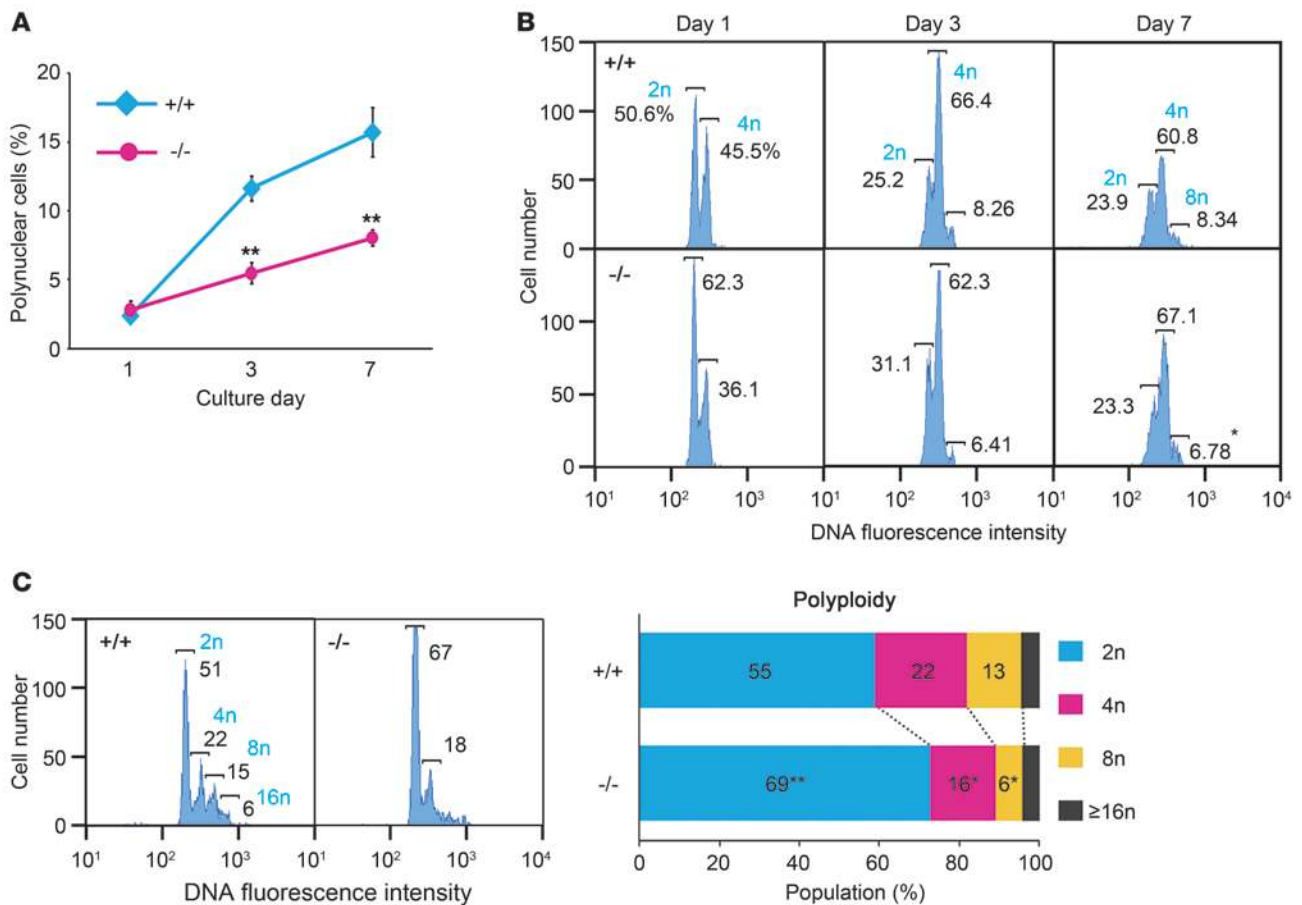 A
Polynuclear cells (%)
20
15
10
5
0
+/+
-/-
**
**
1 3 7
Culture day
B
Day 1 Day 3 Day 7
Cell number
150
100
50
0
+/+
2n
50.6%
4n
45.5%
4n
66.4
2n
25.2
8.26
4n
60.8
2n
23.9
8n
8.34
100
50
0
-/-
62.3
36.1
62.3
31.1
6.41
67.1
23.3
6.78 *
10¹ 10² 10³ 10¹ 10² 10³ 10¹ 10² 10³ 10⁴
DNA fluorescence intensity
C
Cell number
150
100
50
0
+/+
2n
51
4n
22
8n
15
16n
6
-/-
67
18
10¹ 10² 10³ 10¹ 10² 10³ 10⁴
DNA fluorescence intensity
Polyploidy
+/+ 55 22 13
-/- 69** 16* 6*
0 20 40 60 80 100
Population (%)
2n
4n
8n
≥16n